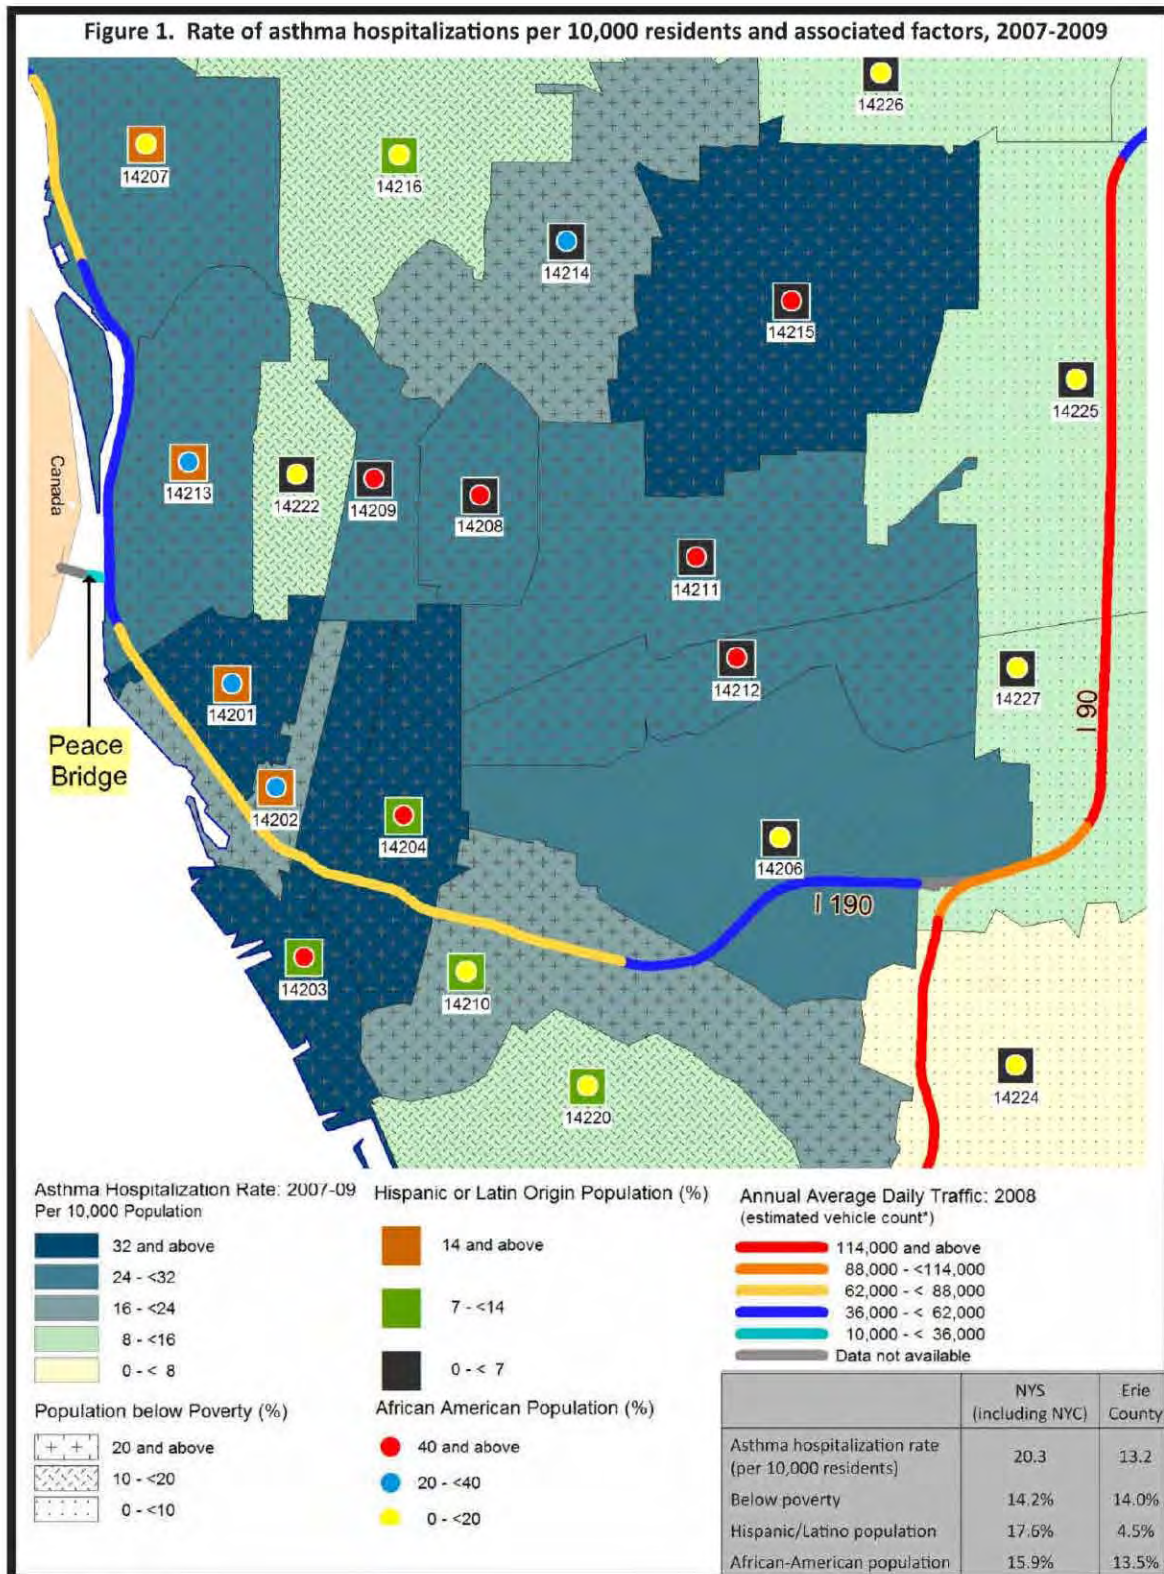 Figure 1. Rate of asthma hospitalizations per 10,000 residents and associated factors, 2007-2009
14226
14207
14216
14214
14215
14225
Canada
14213
14222
14209
14208
14211
14212
14227
14201
I 90
Peace
Bridge
14202
14204
14206
I 190
14203
14210
14224
14220
Asthma Hospitalization Rate: 2007-09
Per 10,000 Population
32 and above
24 - <32
16 - <24
8 - <16
0 - < 8
Population below Poverty (%)
20 and above
10 - <20
0 - <10
Hispanic or Latin Origin Population (%)
14 and above
7 - <14
0 - < 7
African American Population (%)
40 and above
20 - <40
0 - <20
Annual Average Daily Traffic: 2008
(estimated vehicle count*)
114,000 and above
88,000 - <114,000
62,000 - < 88,000
36,000 - < 62,000
10,000 - < 36,000
Data not available
NYS (including NYC) Erie County
Asthma hospitalization rate (per 10,000 residents) 20.3 13.2
Below poverty 14.2% 14.0%
Hispanic/Latino population 17.6% 4.5%
African-American population 15.9% 13.5%